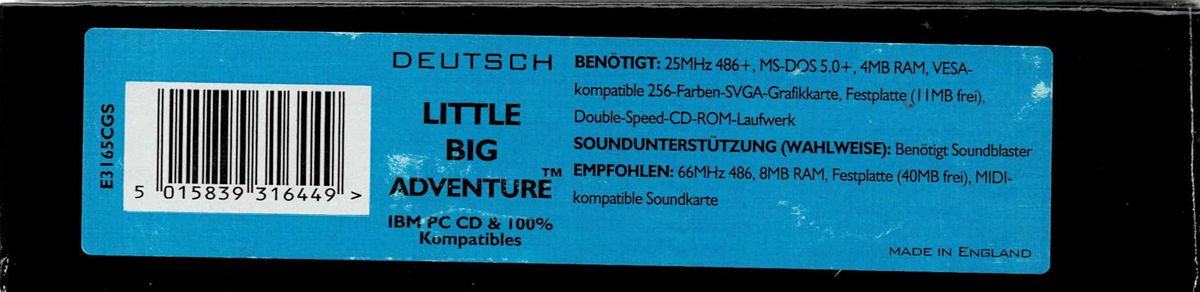 E3165CGS
5 015839 316449 >
DEUTSCH
LITTLE
BIG
ADVENTURE™
IBM PC CD & 100%
Kompatibles
BENÖTIGT: 25MHz 486+, MS-DOS 5.0+, 4MB RAM, VESA-
kompatible 256-Farben-SVGA-Grafikkarte, Festplatte (11MB frei),
Double-Speed-CD-ROM-Laufwerk
SOUNDUNTERSTÜTZUNG (WAHLWEISE): Benötigt Soundblaster
EMPFOHLEN: 66MHz 486, 8MB RAM, Festplatte (40MB frei), MIDI-
kompatible Soundkarte
MADE IN ENGLAND